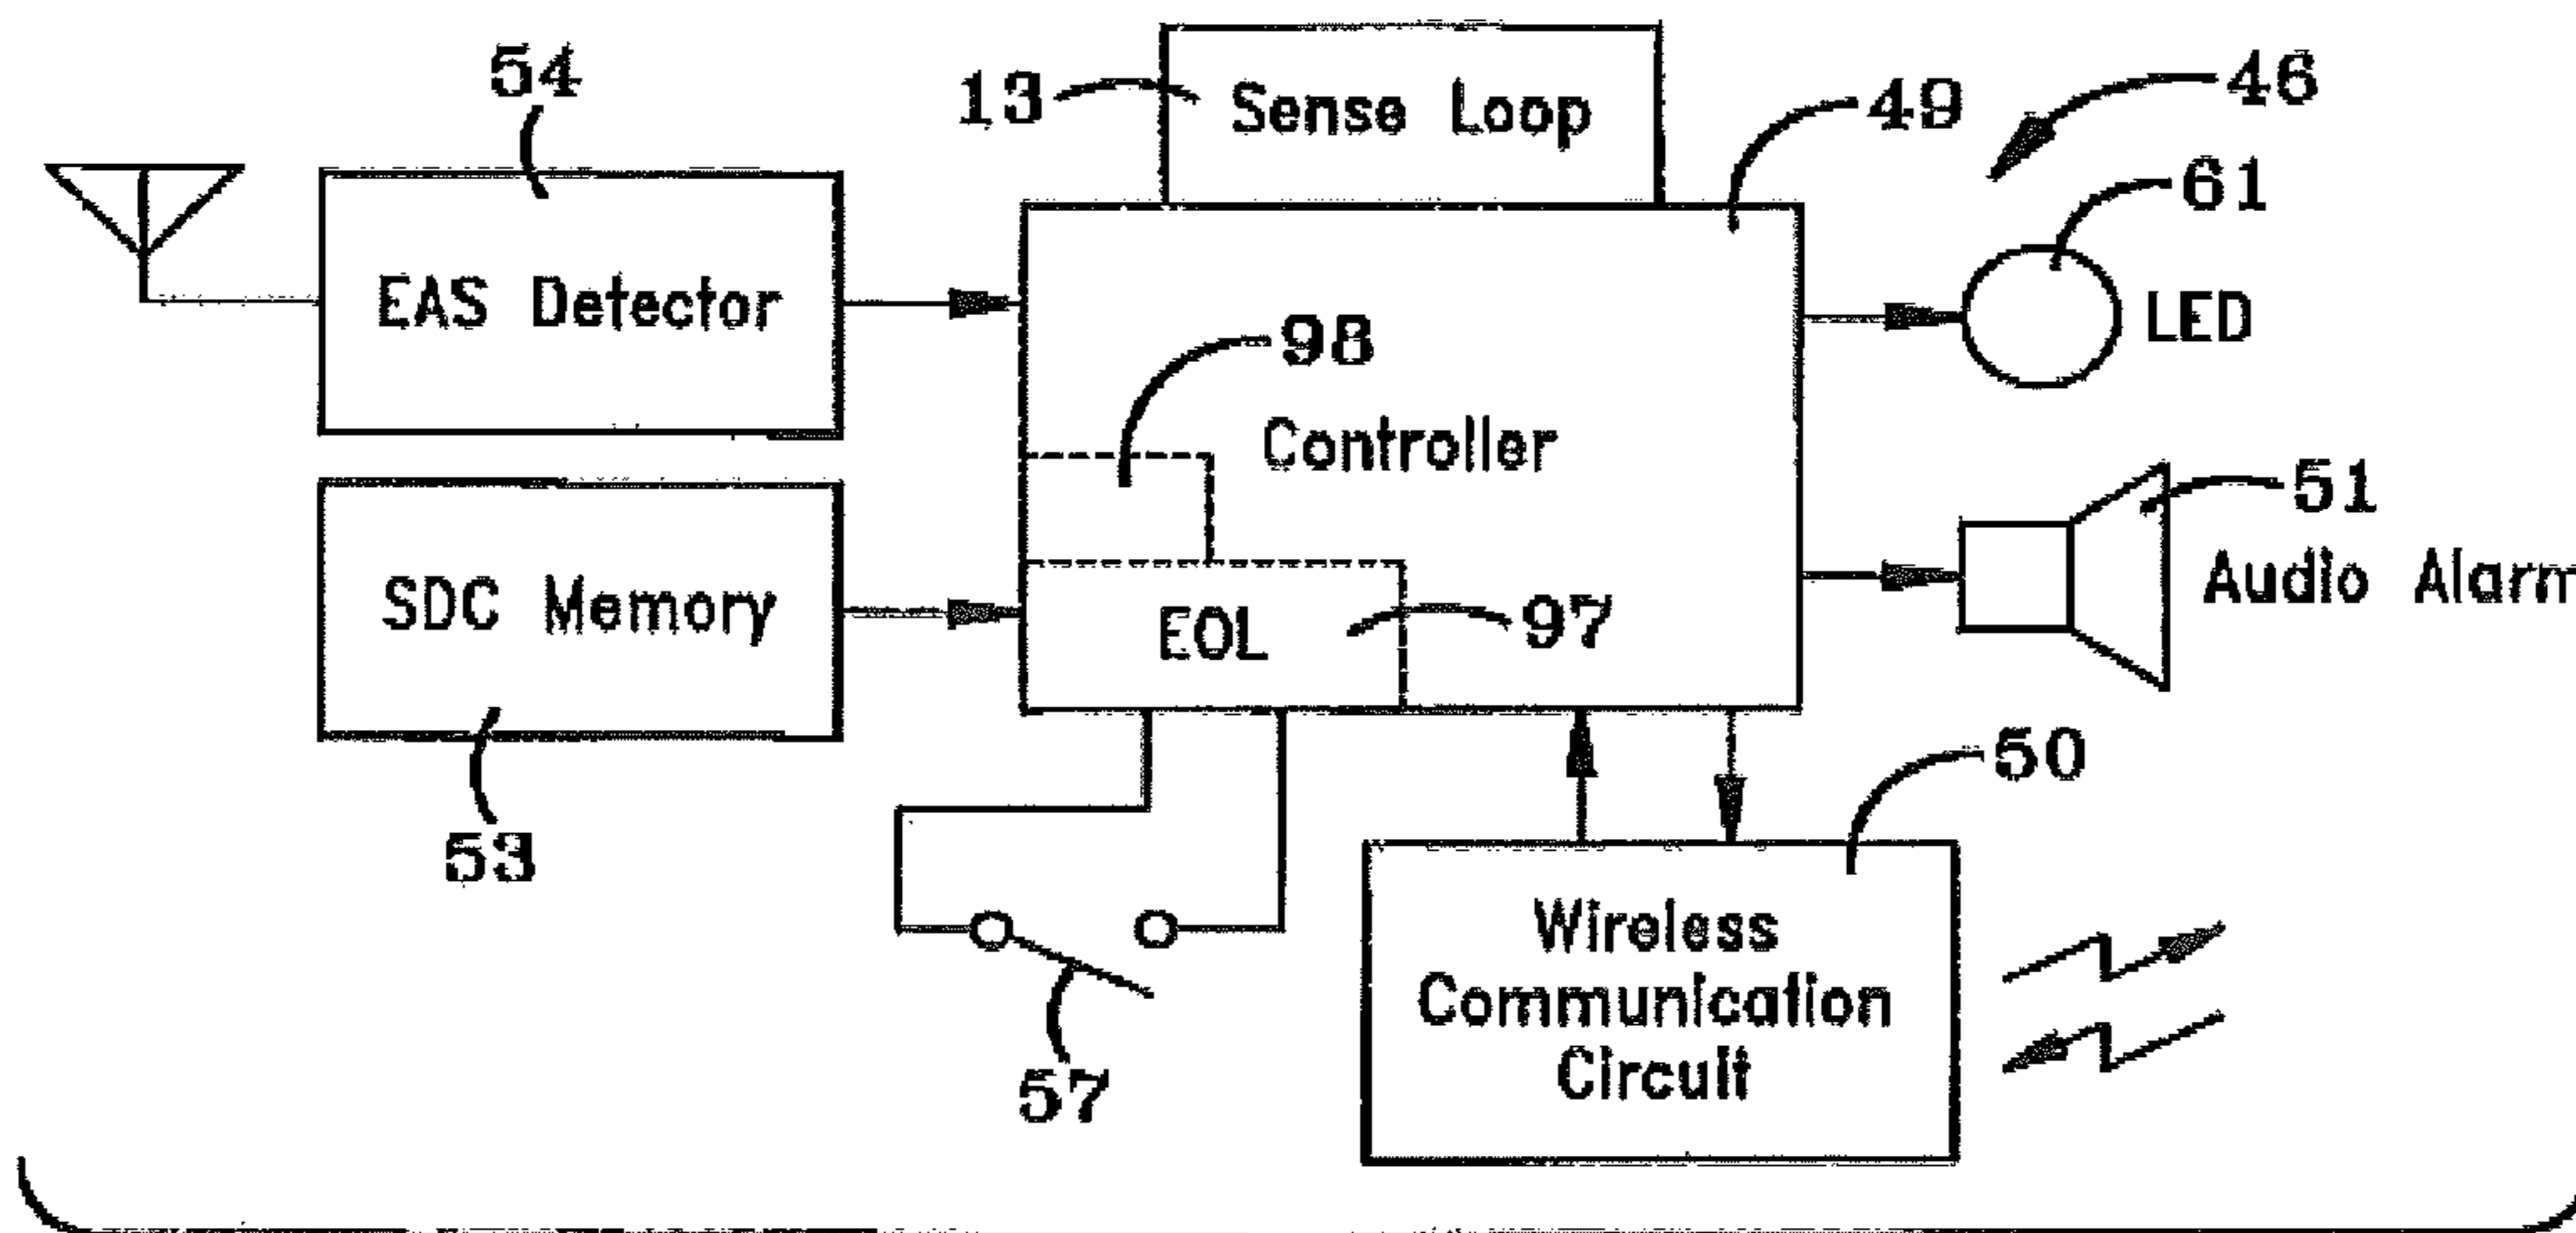 54
13
Sense Loop
49
46
61
EAS Detector
98
LED
Controller
51
SDC Memory
EOL
97
Audio Alarm
53
50
57
Wireless
Communication
Circuit